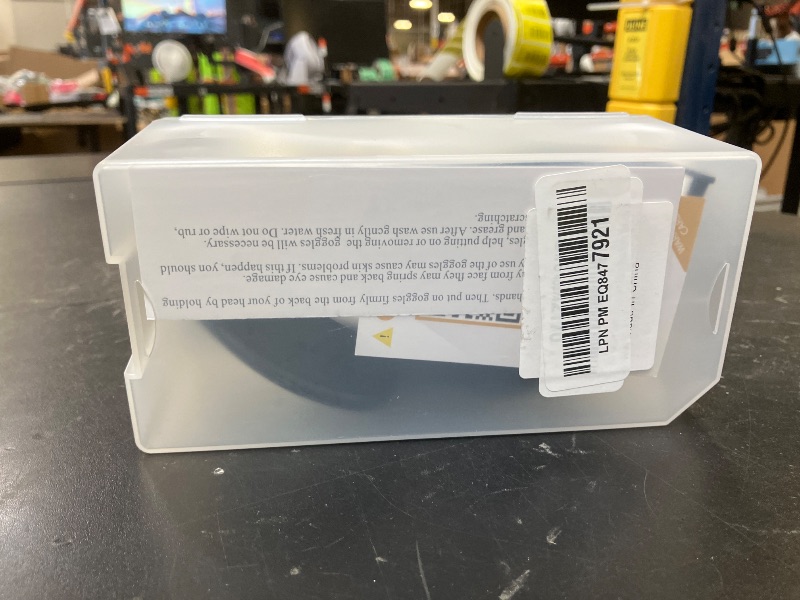 hands. Then put on goggles firmly from the back of your head by holding
from face they may spring back and cause eye damage.
use of the goggles may cause skin problems. If this happen, you should
help putting on or removing the goggles will be necessary.
and grease. After use wash gently in fresh water. Do not wipe or rub,
scratching.
LPN PM EQ8477921
in China